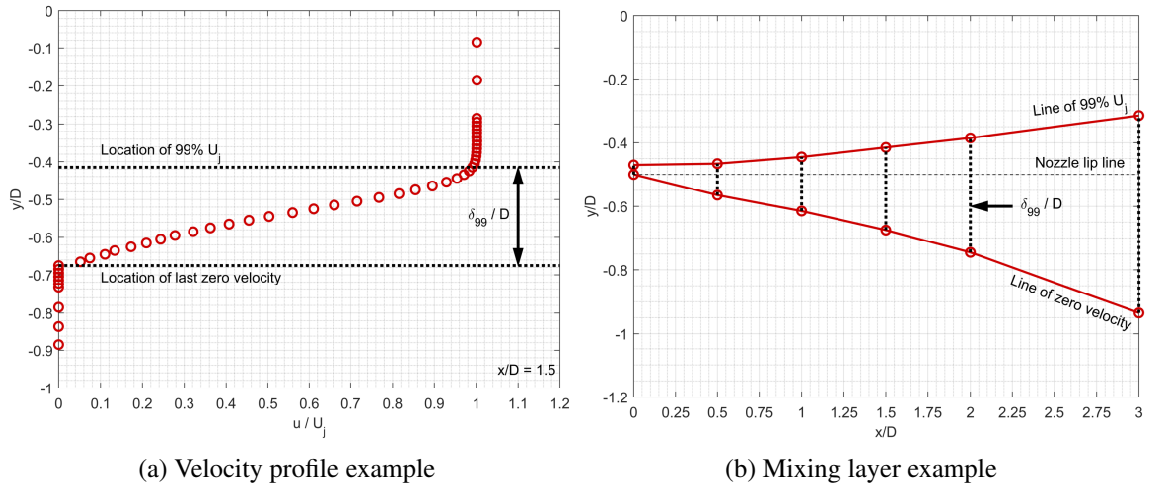 0
-0.1
-0.2
-0.3
-0.4
-0.5
-0.6
-0.7
-0.8
-0.9
-1
y/D
Location of 99% U_j
δ_99 / D
Location of last zero velocity
x/D = 1.5
0 0.1 0.2 0.3 0.4 0.5 0.6 0.7 0.8 0.9 1 1.1 1.2
u / U_j
(a) Velocity profile example
0
-0.2
-0.4
-0.6
-0.8
-1
-1.2
y/D
Line of 99% U_j
Nozzle lip line
δ_99 / D
Line of zero velocity
0 0.25 0.5 0.75 1 1.25 1.5 1.75 2 2.25 2.5 2.75 3
x/D
(b) Mixing layer example